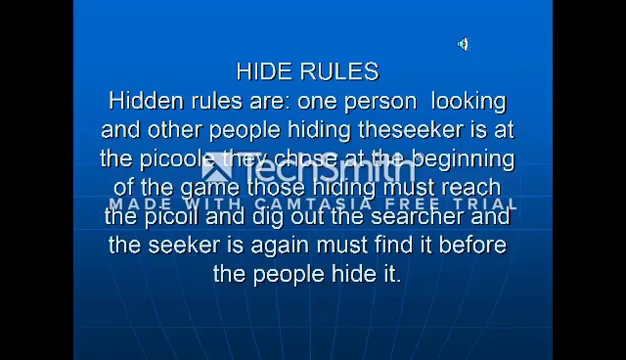 HIDE RULES
Hidden rules are: one person looking
and other people hiding theseeker is at
the picoole they chose at the beginning
of the game those hiding must reach
the picoil and dig out the searcher and
the seeker is again must find it before
the people hide it.
TechSmith
MADE WITH CAMTASIA FREE TRIAL